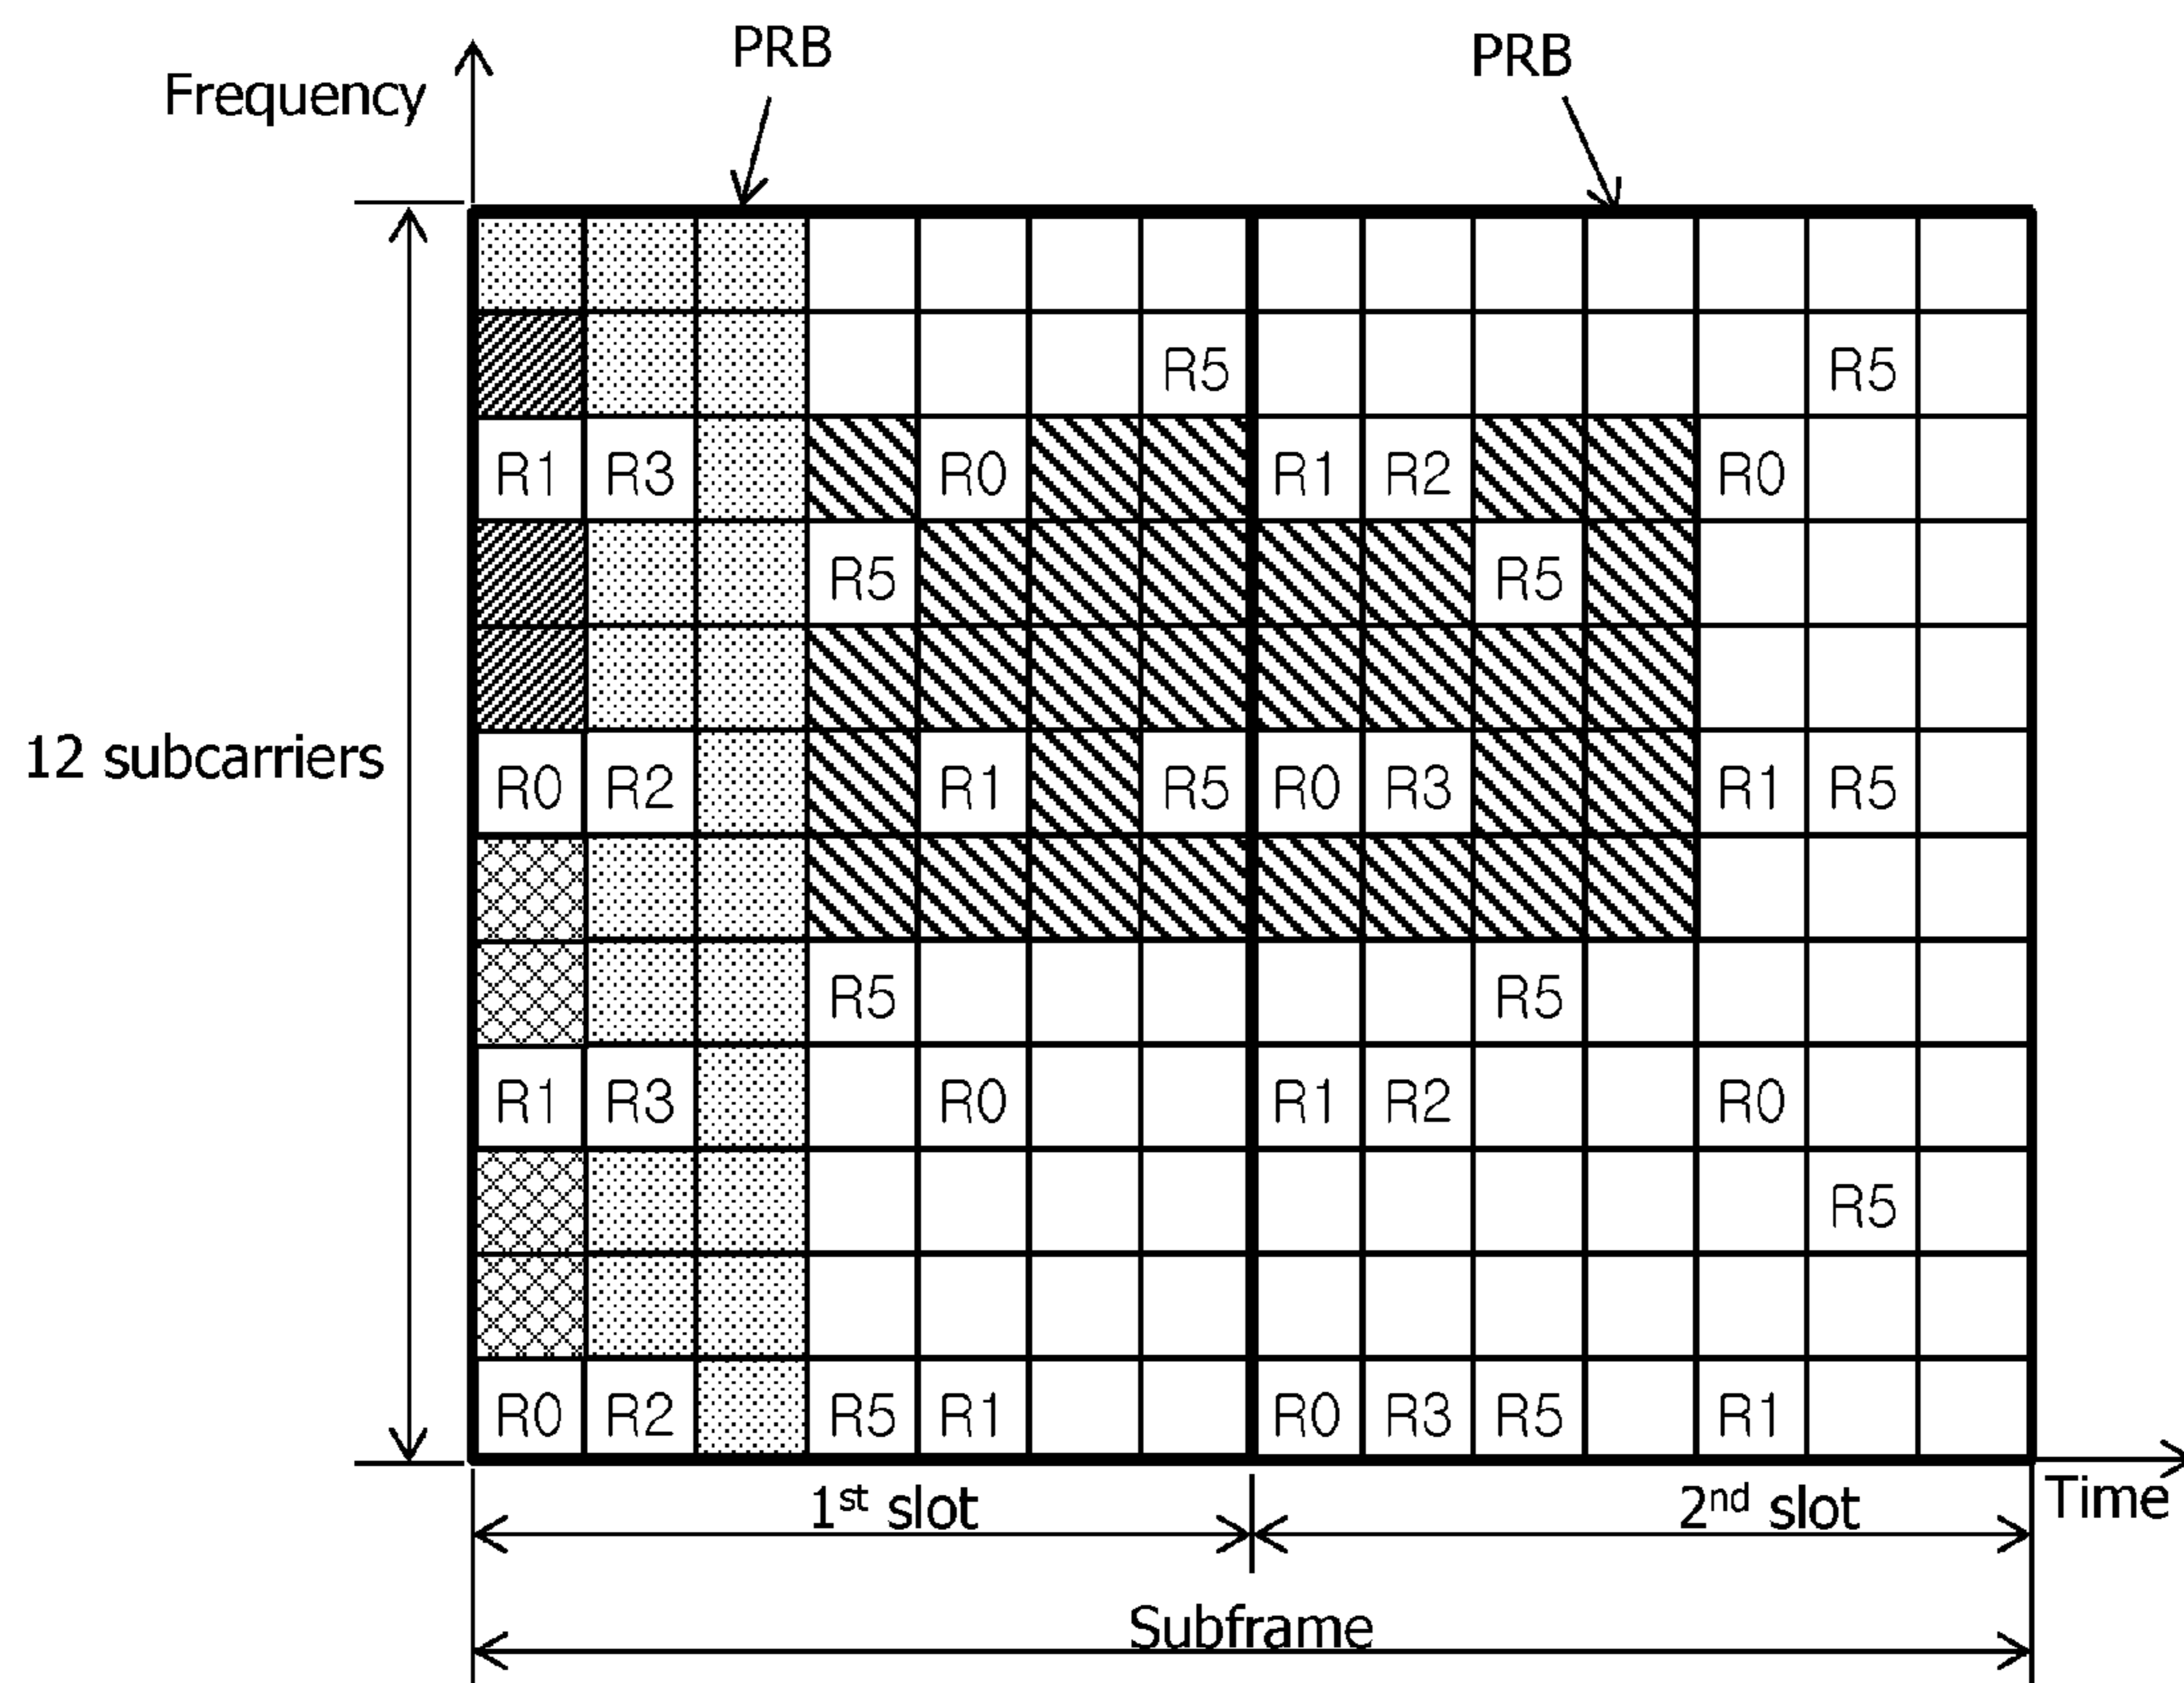 PRB PRB
Frequency
R5 R5
R1 R3 R0 R1 R2 R0
R5 R5
12 subcarriers
R0 R2 R1 R5 R0 R3 R1 R5
R5 R5
R1 R3 R0 R1 R2 R0
R5
R0 R2 R5 R1 R0 R3 R5 R1
1st slot 2nd slot Time
Subframe